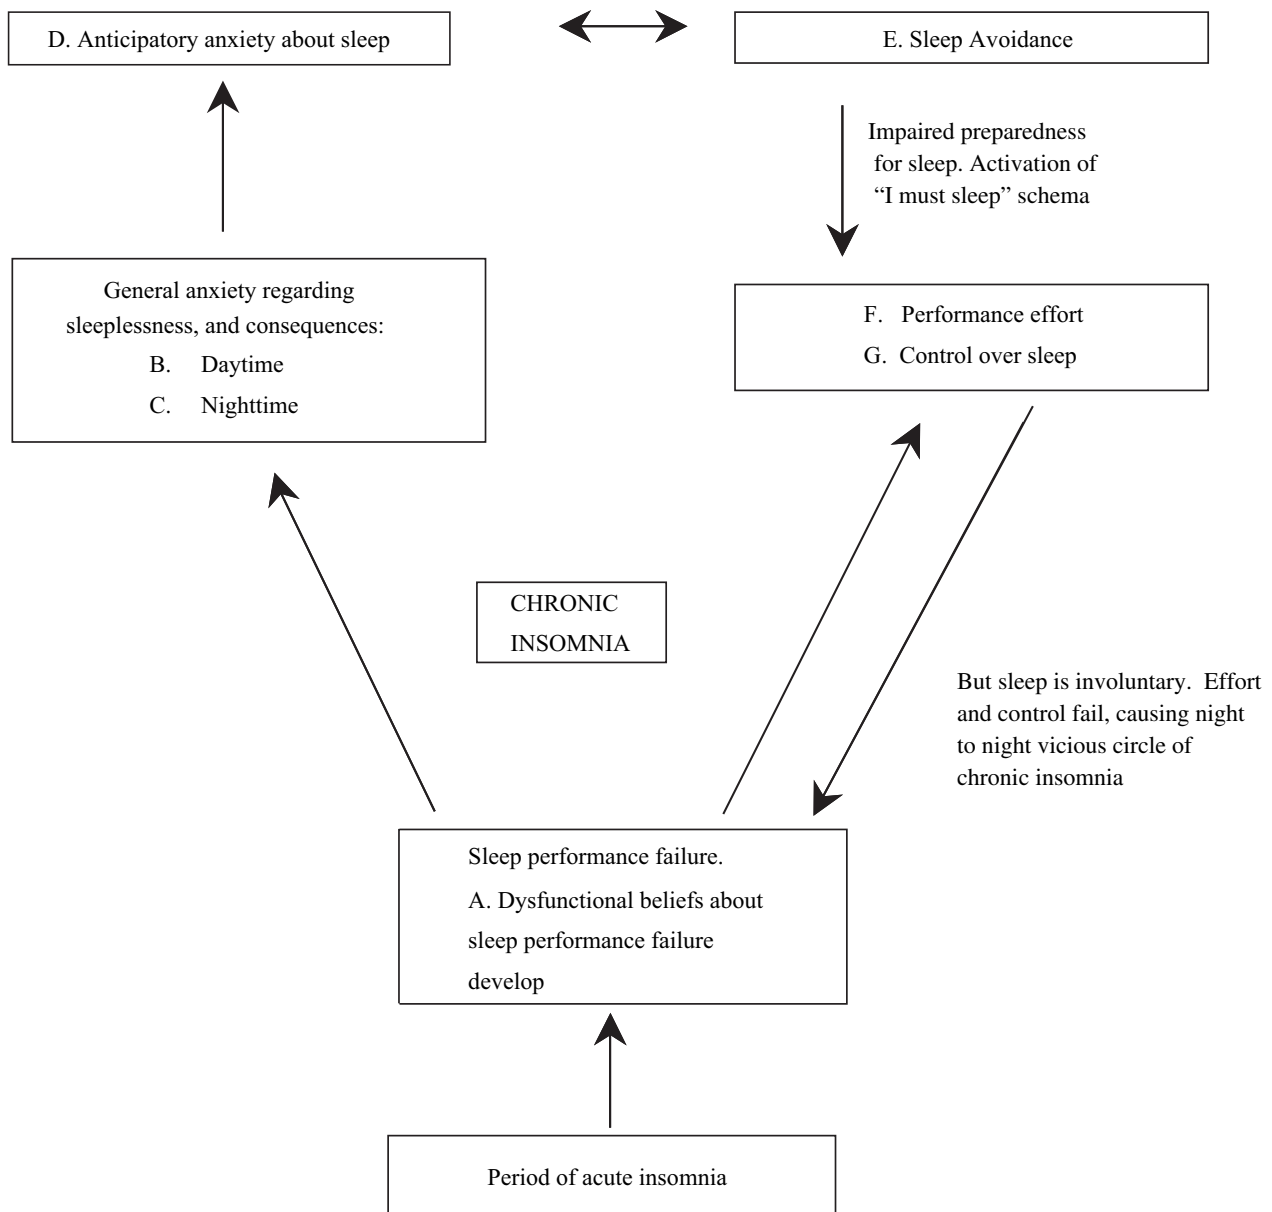 D. Anticipatory anxiety about sleep
E. Sleep Avoidance
Impaired preparedness
for sleep. Activation of
“I must sleep” schema
General anxiety regarding
sleeplessness, and consequences:
B. Daytime
C. Nighttime
F. Performance effort
G. Control over sleep
CHRONIC
INSOMNIA
But sleep is involuntary. Effort
and control fail, causing night
to night vicious circle of
chronic insomnia
Sleep performance failure.
A. Dysfunctional beliefs about
sleep performance failure
develop
Period of acute insomnia